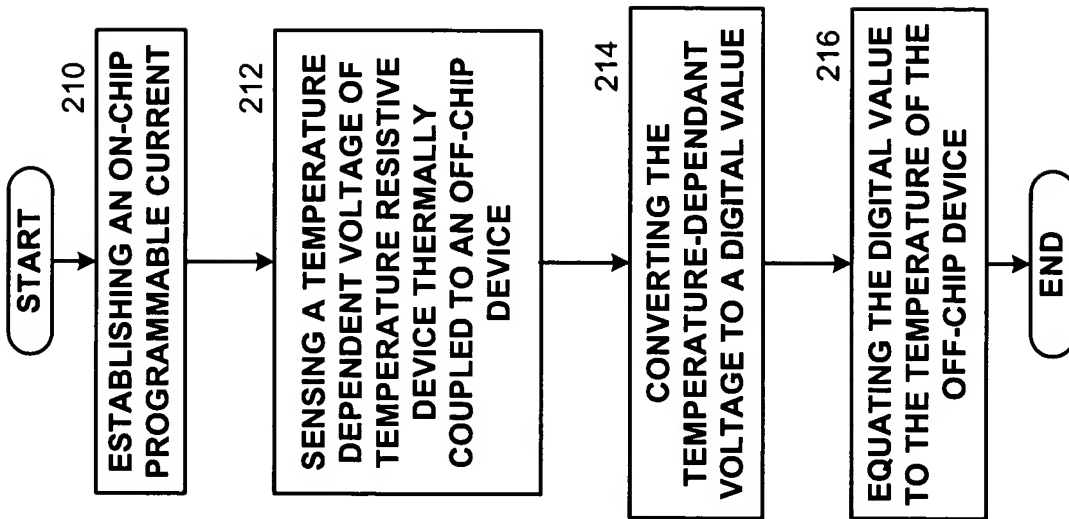 START
210
ESTABLISHING AN ON-CHIP
PROGRAMMABLE CURRENT
212
SENSING A TEMPERATURE
DEPENDENT VOLTAGE OF
TEMPERATURE RESISTIVE
DEVICE THERMALLY
COUPLED TO AN OFF-CHIP
DEVICE
214
CONVERTING THE
TEMPERATURE-DEPENDANT
VOLTAGE TO A DIGITAL VALUE
216
EQUATING THE DIGITAL VALUE
TO THE TEMPERATURE OF THE
OFF-CHIP DEVICE
END